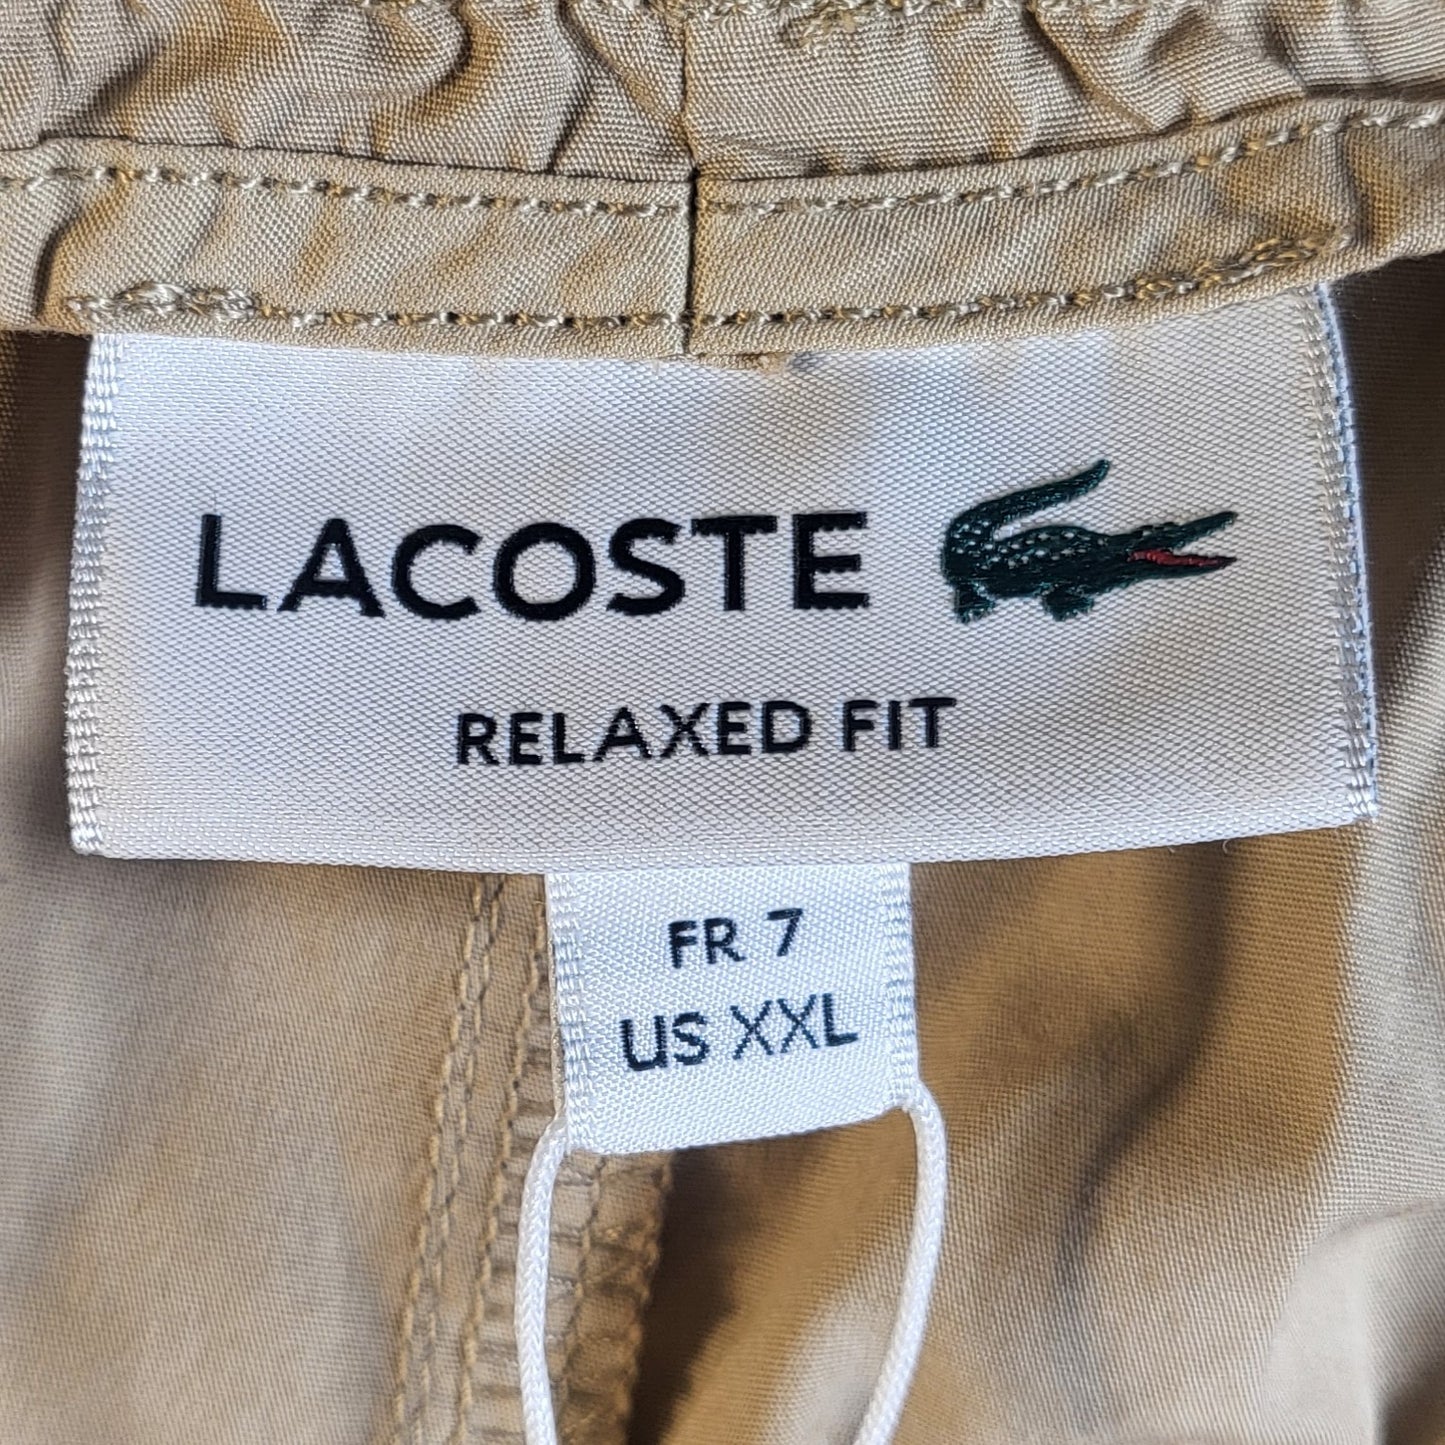 LACOSTE
RELAXED FIT
FR 7
US XXL